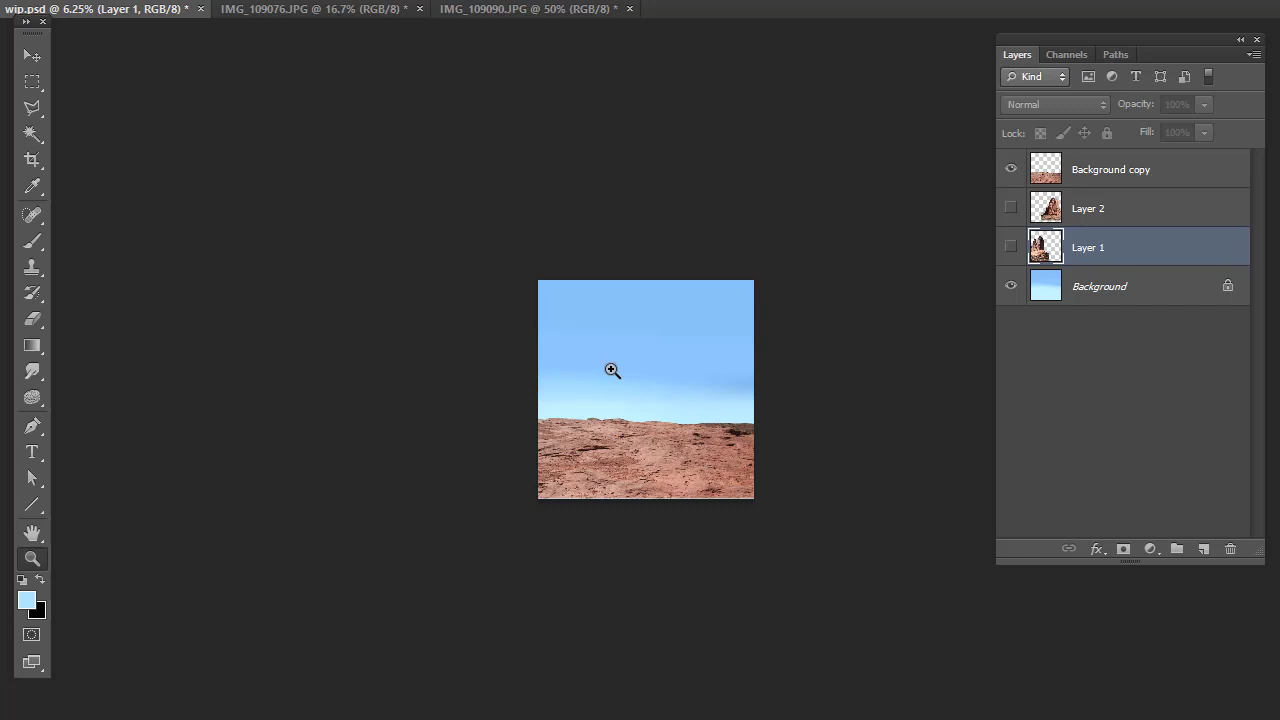 wip.psd @ 6.25% (Layer 1, RGB/8) * × IMG_109076.JPG @ 16.7% (RGB/8) * × IMG_109090.JPG @ 50% (RGB/8) * ×
Layers Channels Paths
Kind T
Normal Opacity: 100%
Lock: Fill: 100%
Background copy
Layer 2
Layer 1
Background
fx
T